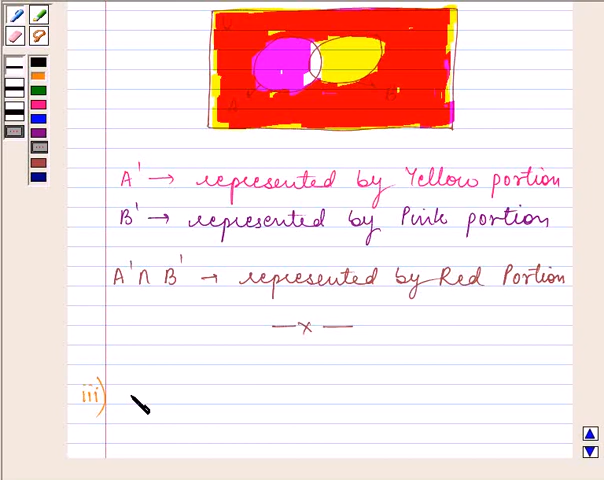 U
A B
A' → represented by Yellow portion
B' → represented by Pink portion
A' ∩ B' → represented by Red Portion
— x —
iii)